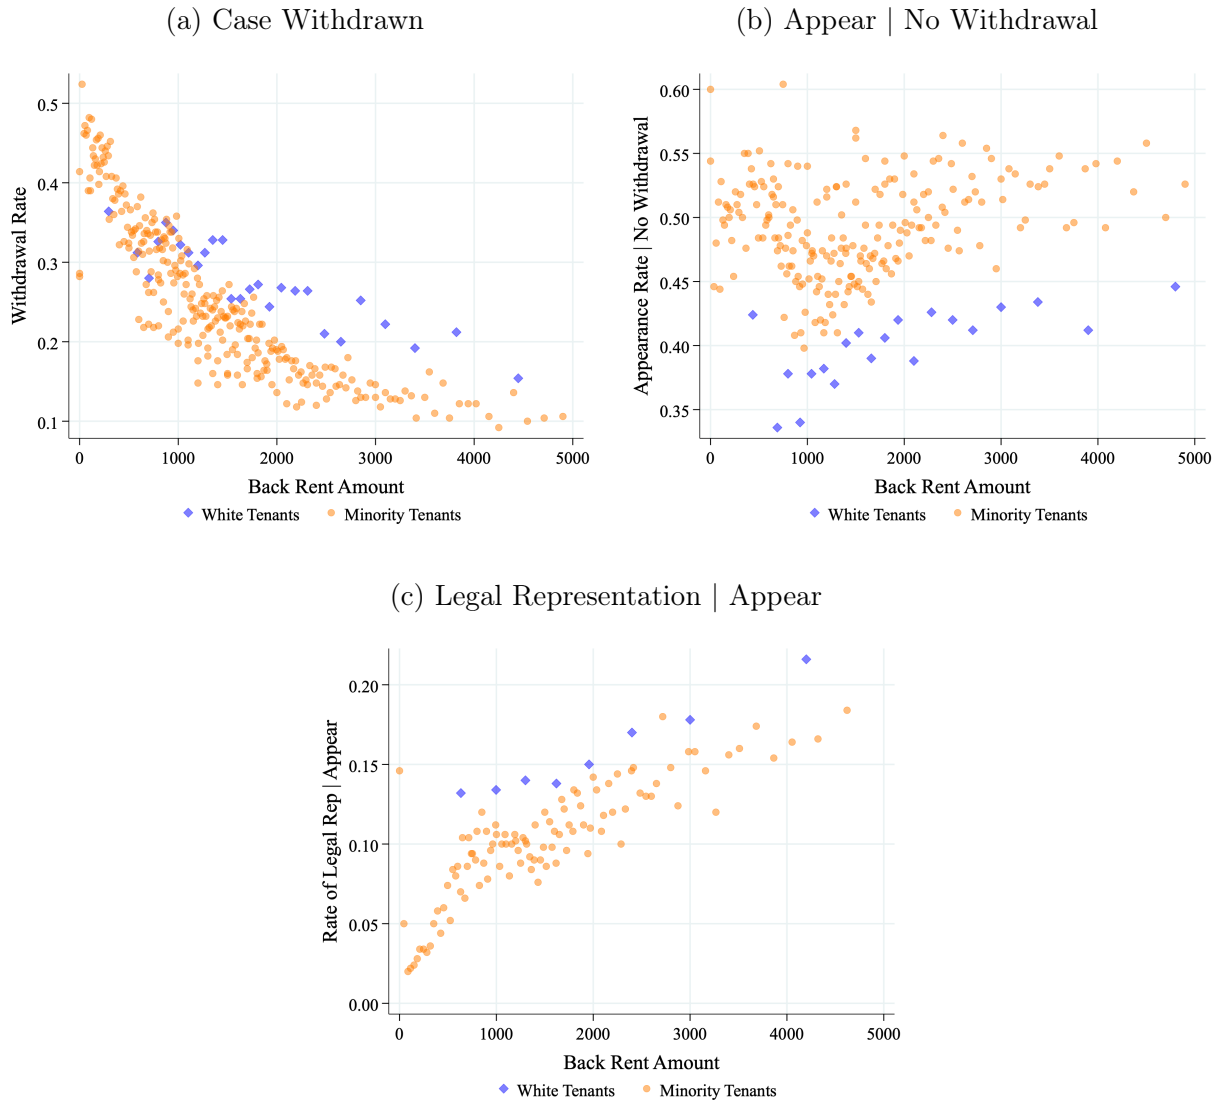 (a) Case Withdrawn
Withdrawal Rate
0.5
0.4
0.3
0.2
0.1
0 1000 2000 3000 4000 5000
Back Rent Amount
White Tenants Minority Tenants
(b) Appear | No Withdrawal
Appearance Rate | No Withdrawal
0.60
0.55
0.50
0.45
0.40
0.35
0 1000 2000 3000 4000 5000
Back Rent Amount
White Tenants Minority Tenants
(c) Legal Representation | Appear
Rate of Legal Rep | Appear
0.20
0.15
0.10
0.05
0.00
0 1000 2000 3000 4000 5000
Back Rent Amount
White Tenants Minority Tenants